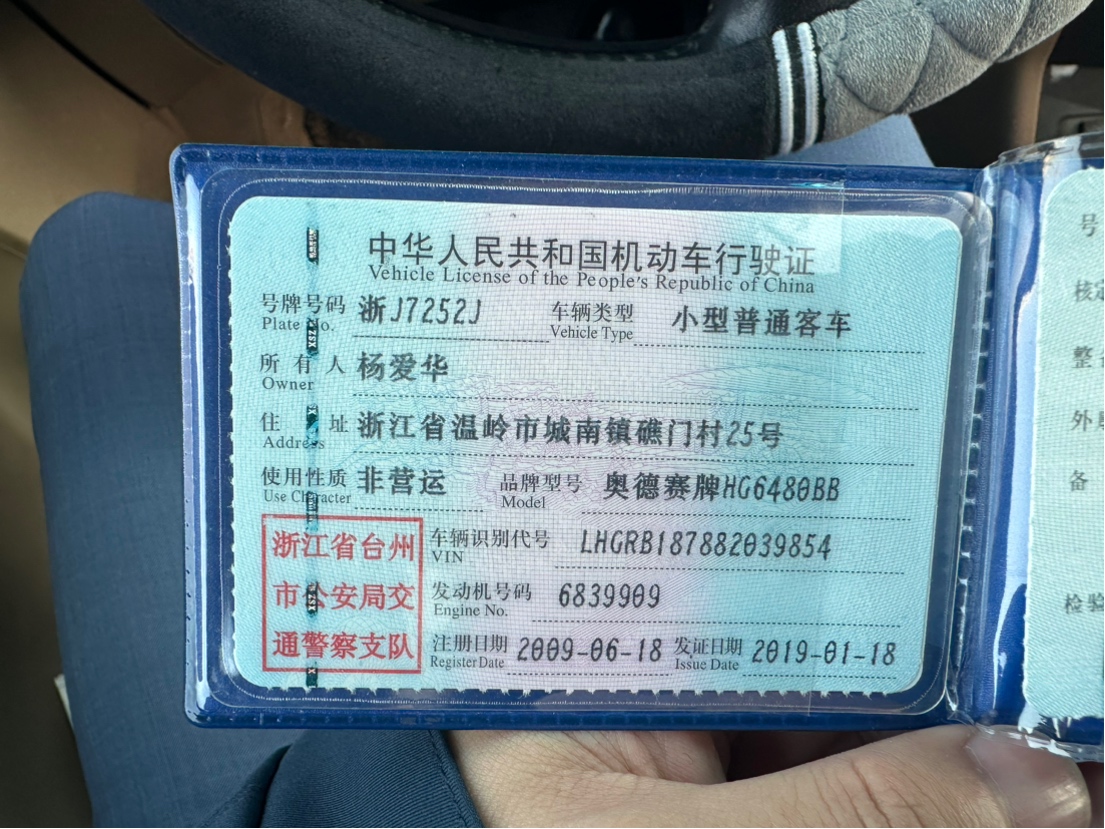 中华人民共和国机动车行驶证
Vehicle License of the People's Republic of China
号牌号码 浙J7252J 车辆类型 小型普通客车
Plate No. Vehicle Type
所有人 杨爱华
Owner
住址 浙江省温岭市城南镇礁门村25号
Address
使用性质 非营运 品牌型号 奥德赛牌HG6480BB
Use Character Model
浙江省台州
市公安局交
通警察支队
车辆识别代号 LHGRB187882039854
VIN
发动机号码 6839909
Engine No.
注册日期 2009-06-18 发证日期 2019-01-18
Register Date Issue Date
号
核定
整
外
备
检验